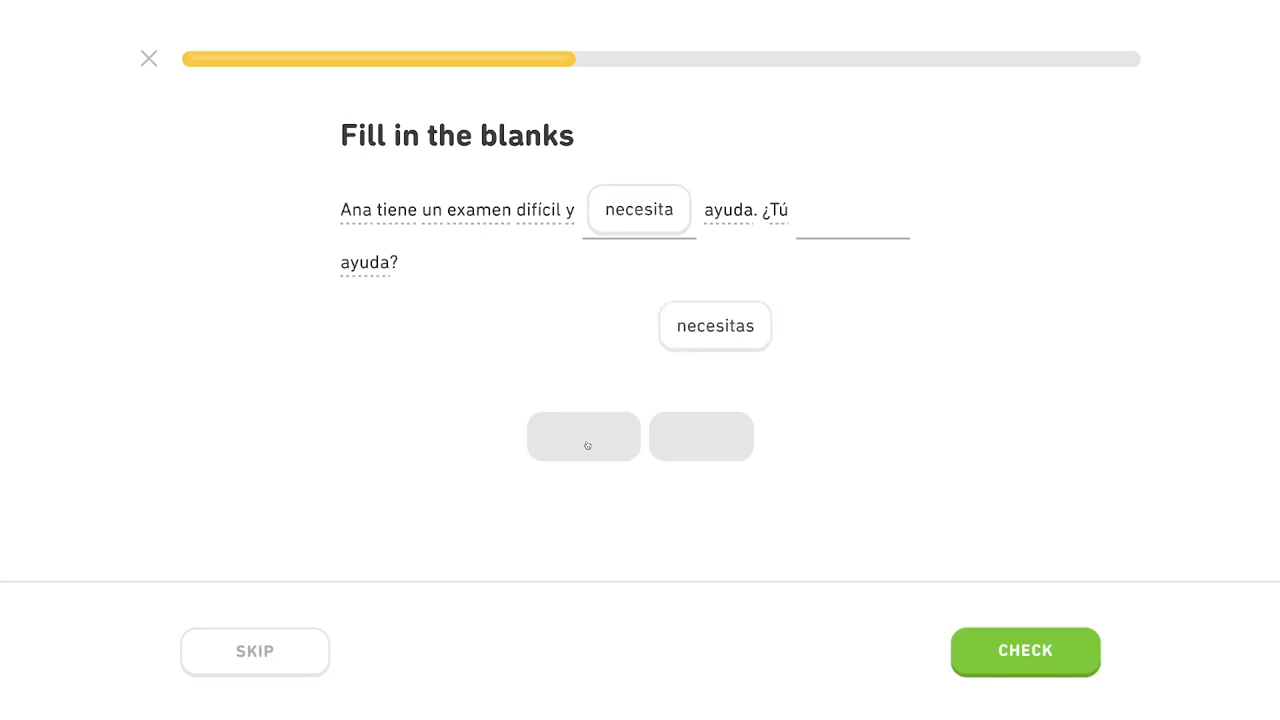 Fill in the blanks
Ana tiene un examen difícil y necesita ayuda. ¿Tú
ayuda?
necesitas
SKIP
CHECK